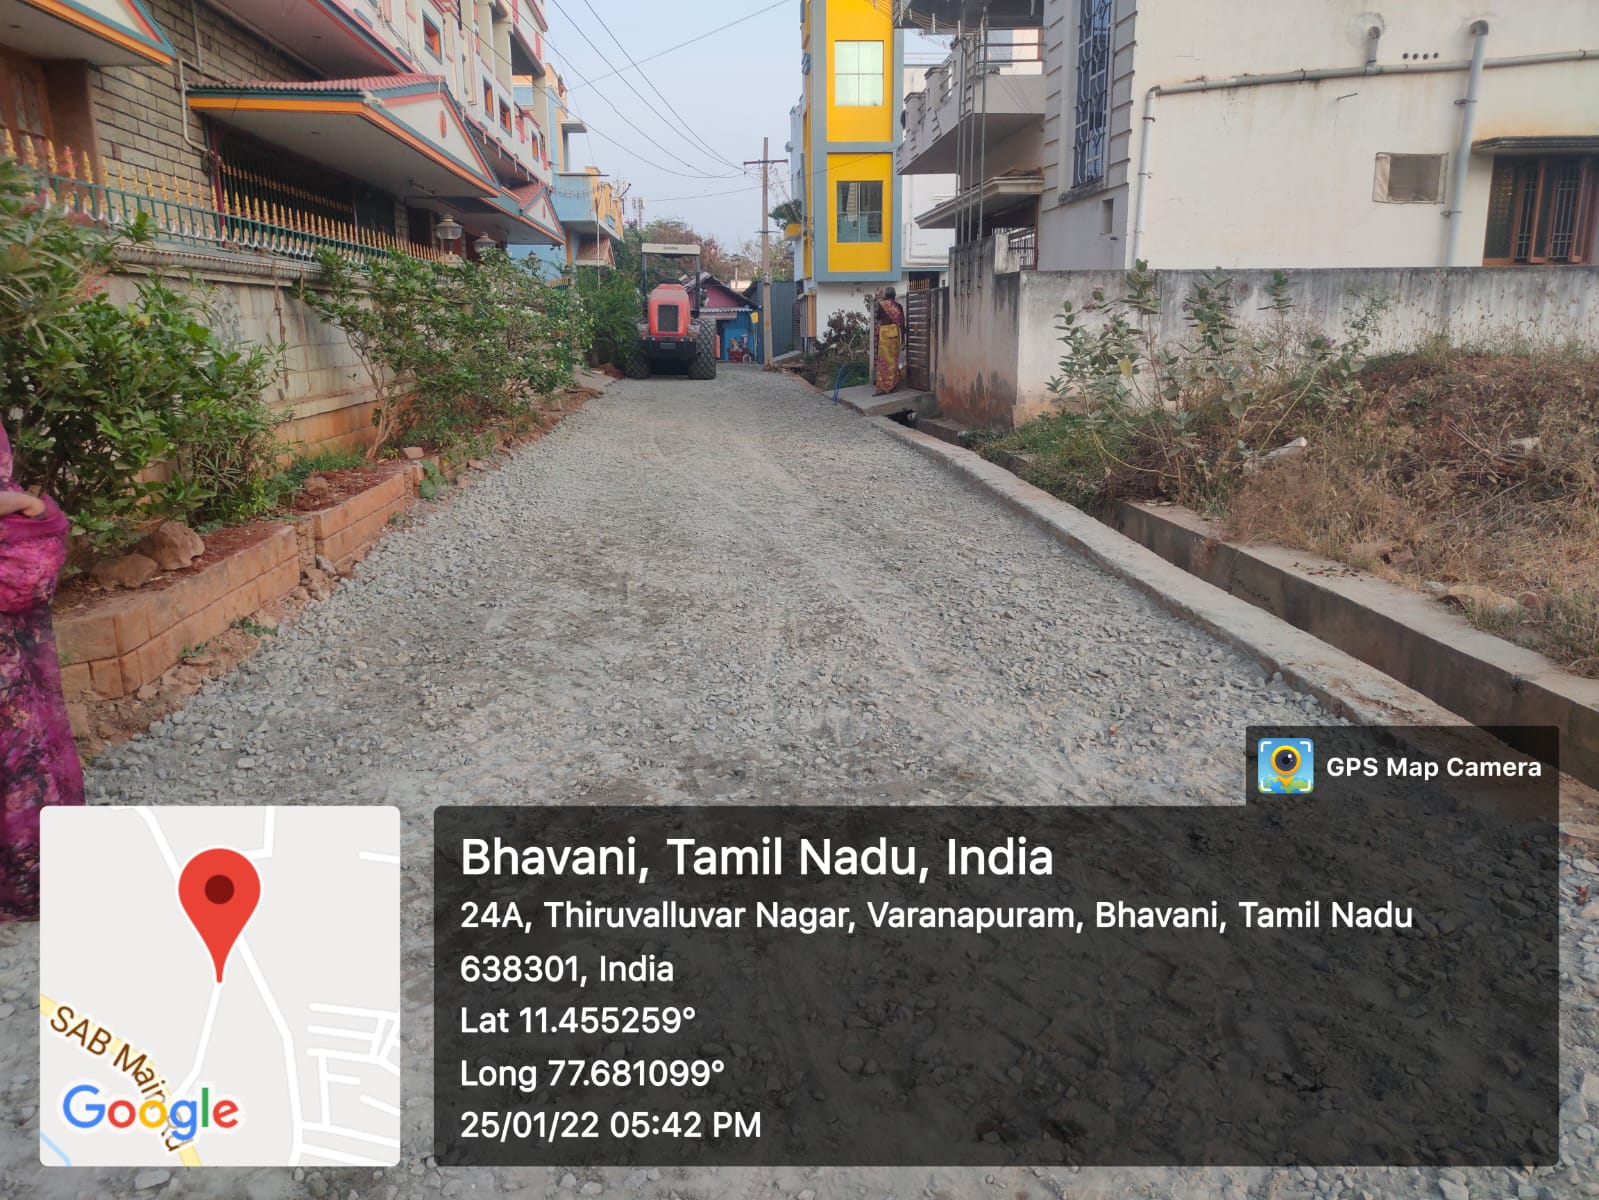 GPS Map Camera
Bhavani, Tamil Nadu, India
24A, Thiruvalluvar Nagar, Varanapuram, Bhavani, Tamil Nadu
638301, India
Lat 11.455259°
Long 77.681099°
25/01/22 05:42 PM
SAB Main Rd
Google